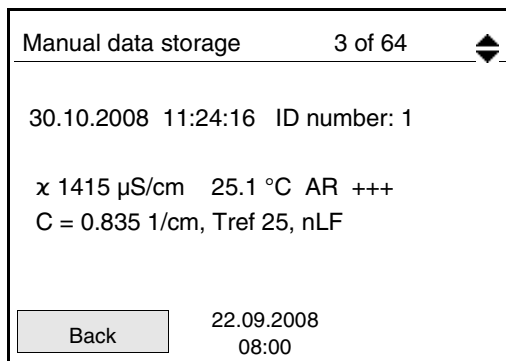 Manual data storage 3 of 64
30.10.2008 11:24:16 ID number: 1
ϰ 1415 µS/cm 25.1 °C AR +++
C = 0.835 1/cm, Tref 25, nLF
Back
22.09.2008
08:00